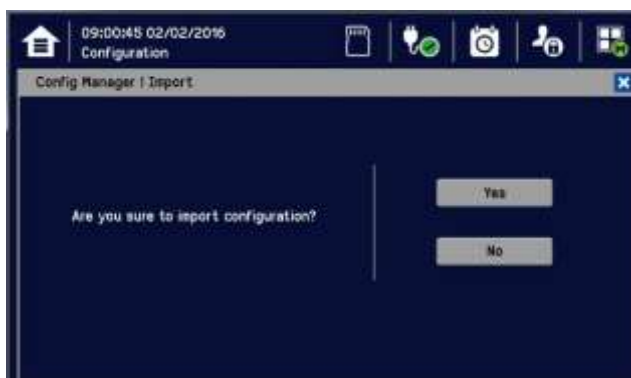 09:00:45 02/02/2016
Configuration
Config Manager | Import
Are you sure to import configuration?
Yes
No